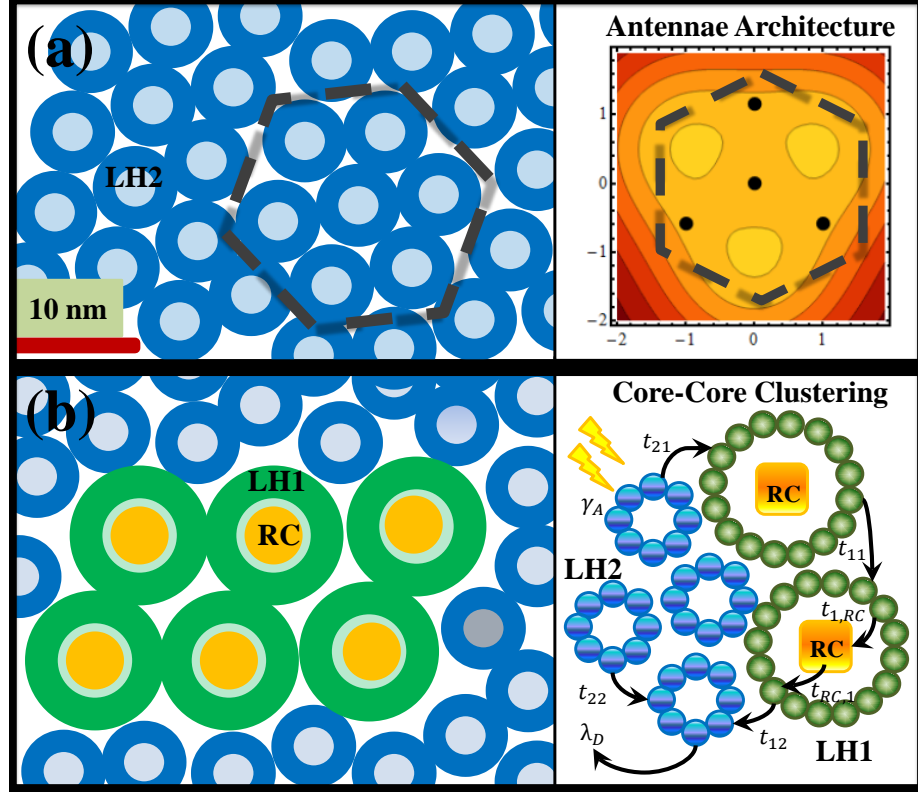 (a)
LH2
10 nm
Antennae Architecture
1
0
−1
−2
−2
−1
0
1
(b)
LH1
RC
Core-Core Clustering
t21
RC
γA
t11
LH2
t1,RC
RC
tRC,1
t22
t12
λD
LH1